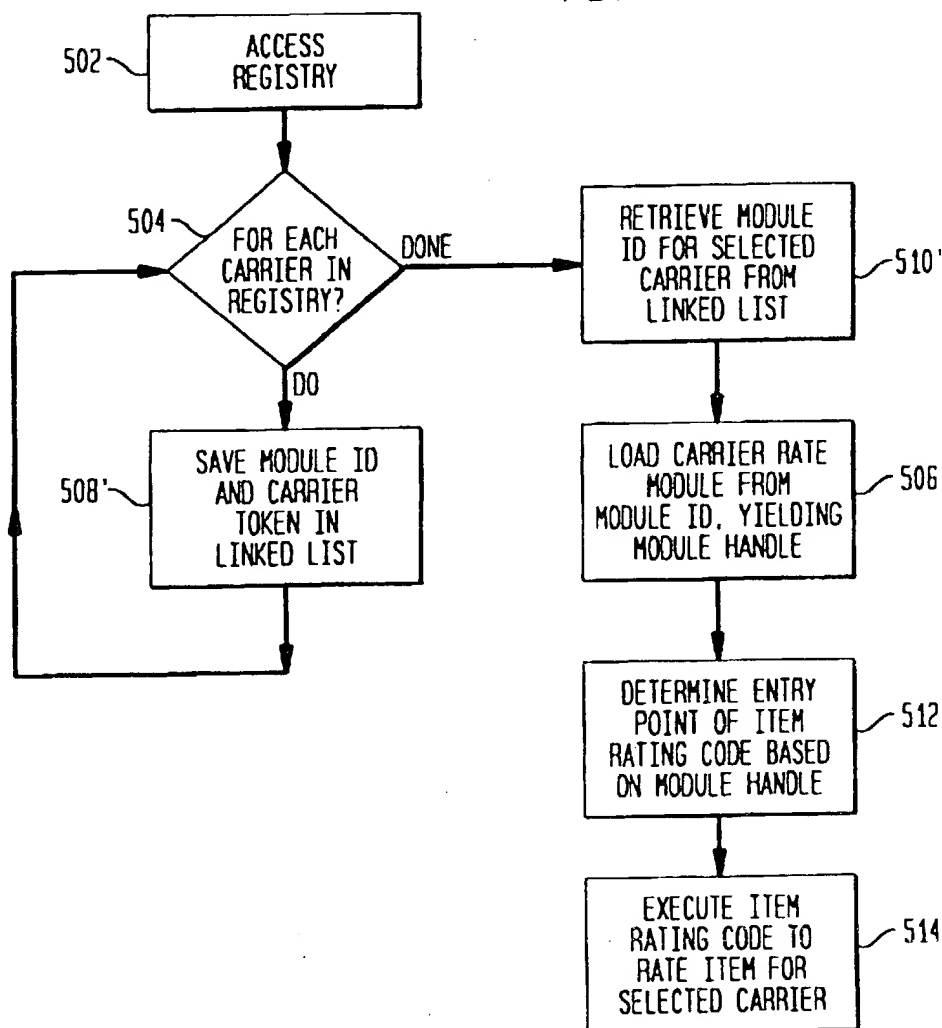 502
ACCESS
REGISTRY
504
FOR EACH
CARRIER IN
REGISTRY?
DONE
DO
508'
SAVE MODULE ID
AND CARRIER
TOKEN IN
LINKED LIST
RETRIEVE MODULE
ID FOR SELECTED
CARRIER FROM
LINKED LIST
510'
LOAD CARRIER RATE
MODULE FROM
MODULE ID, YIELDING
MODULE HANDLE
506
DETERMINE ENTRY
POINT OF ITEM
RATING CODE BASED
ON MODULE HANDLE
512
EXECUTE ITEM
RATING CODE TO
RATE ITEM FOR
SELECTED CARRIER
514